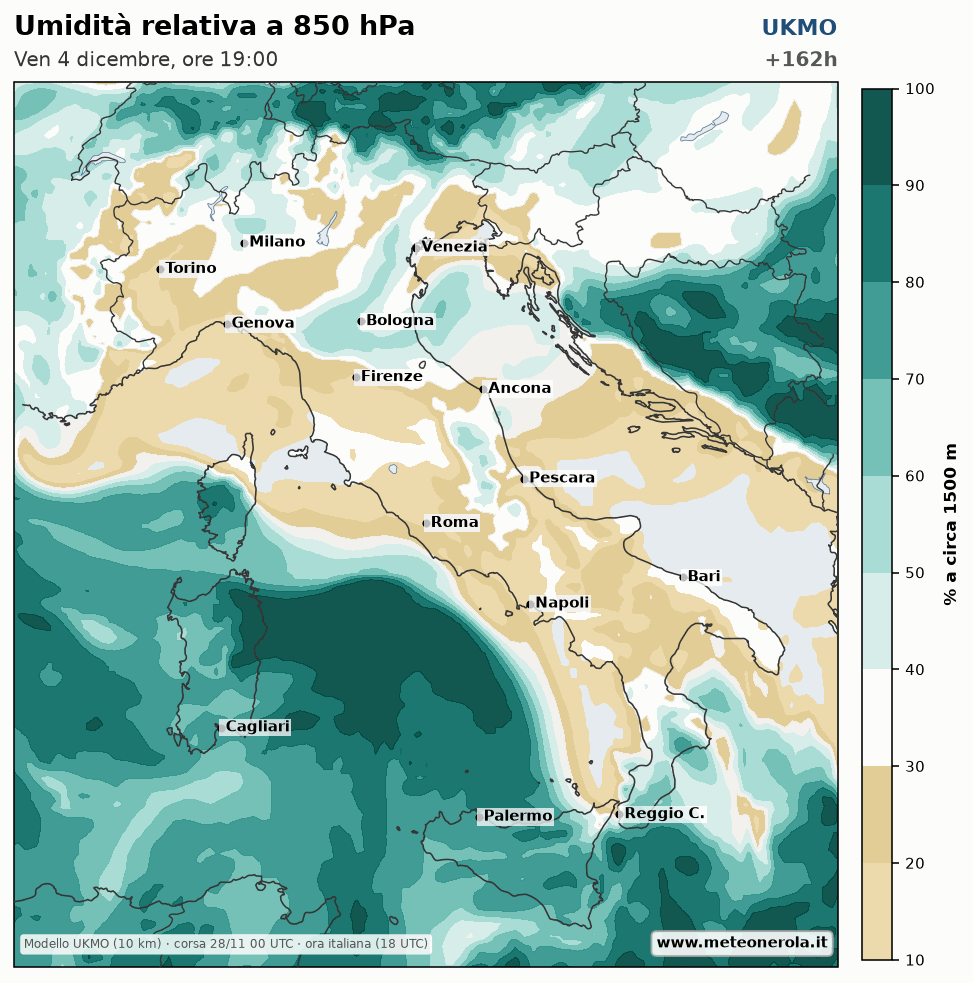 Umidità relativa a 850 hPa
UKMO
Ven 4 dicembre, ore 19:00
+162h
100
90
80
70
60
50
40
30
20
10
% a circa 1500 m
Milano
Venezia
Torino
Genova
Bologna
Firenze
Ancona
Pescara
Roma
Bari
Napoli
Cagliari
Palermo
Reggio C.
Modello UKMO (10 km) · corsa 28/11 00 UTC · ora italiana (18 UTC)
www.meteonerola.it